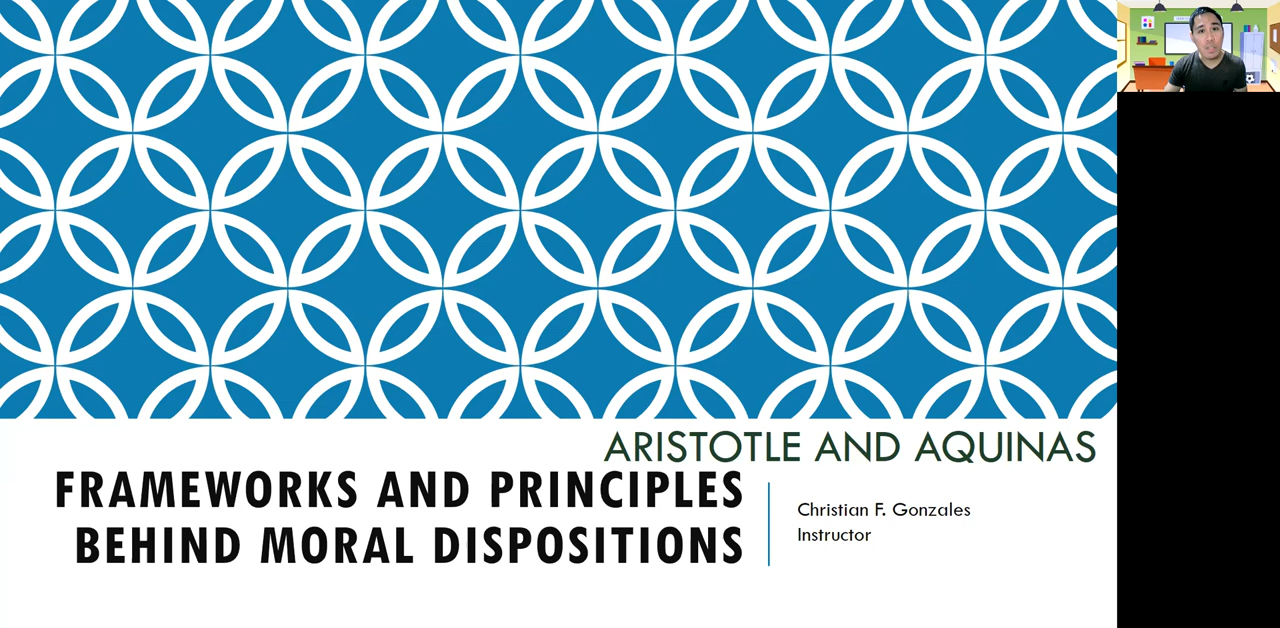 ARISTOTLE AND AQUINAS
FRAMEWORKS AND PRINCIPLES
BEHIND MORAL DISPOSITIONS
Christian F. Gonzales
Instructor